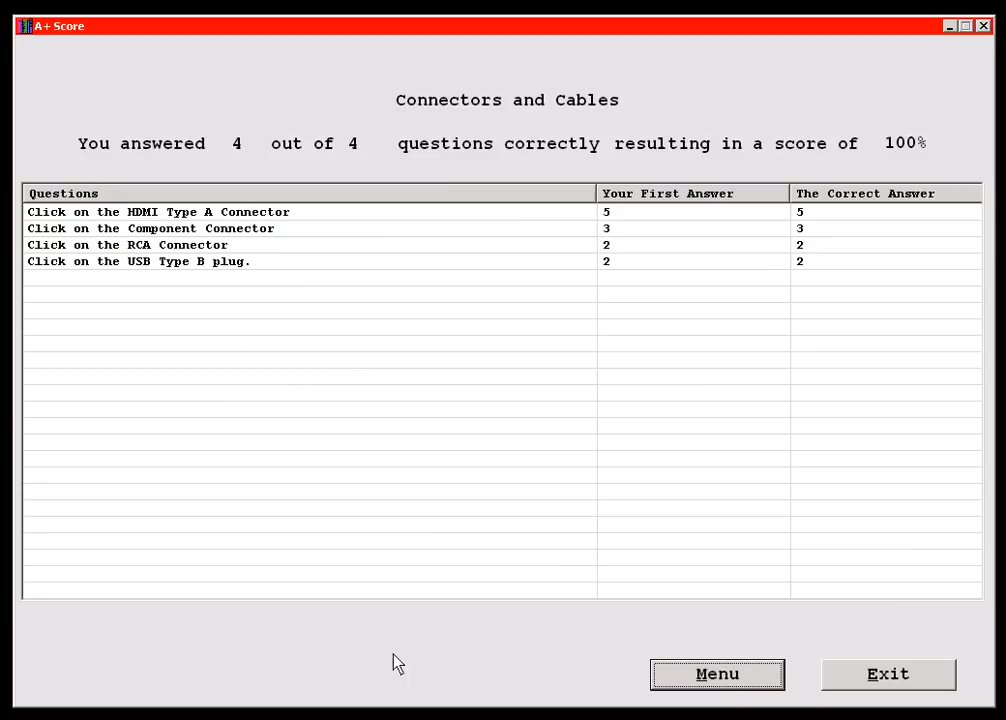 A+ Score
Connectors and Cables
You answered 4 out of 4 questions correctly resulting in a score of 100%
Questions Your First Answer The Correct Answer
Click on the HDMI Type A Connector 5 5
Click on the Component Connector 3 3
Click on the RCA Connector 2 2
Click on the USB Type B plug. 2 2
Menu Exit